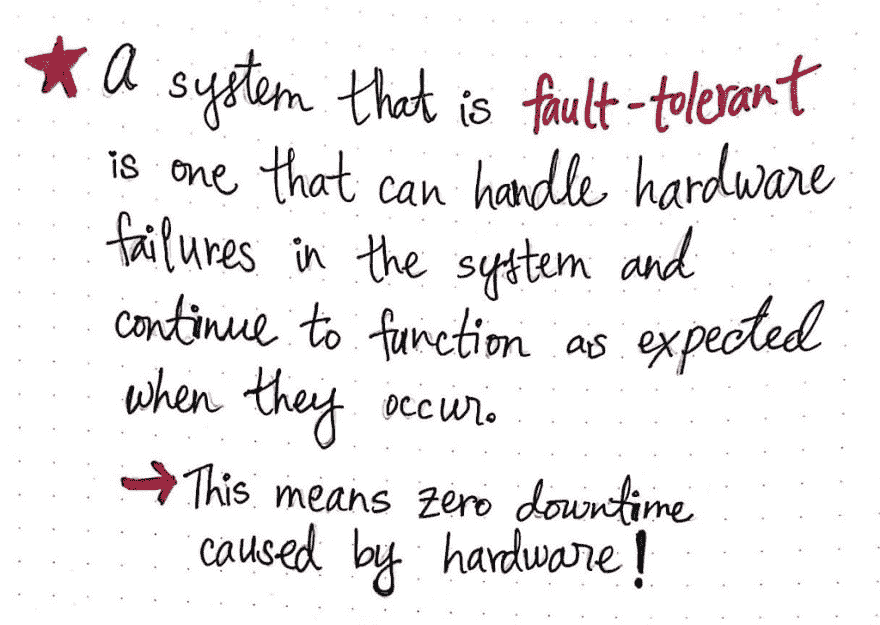 A system that is fault-tolerant
is one that can handle hardware
failures in the system and
continue to function as expected
when they occur.
→ This means zero downtime
caused by hardware!